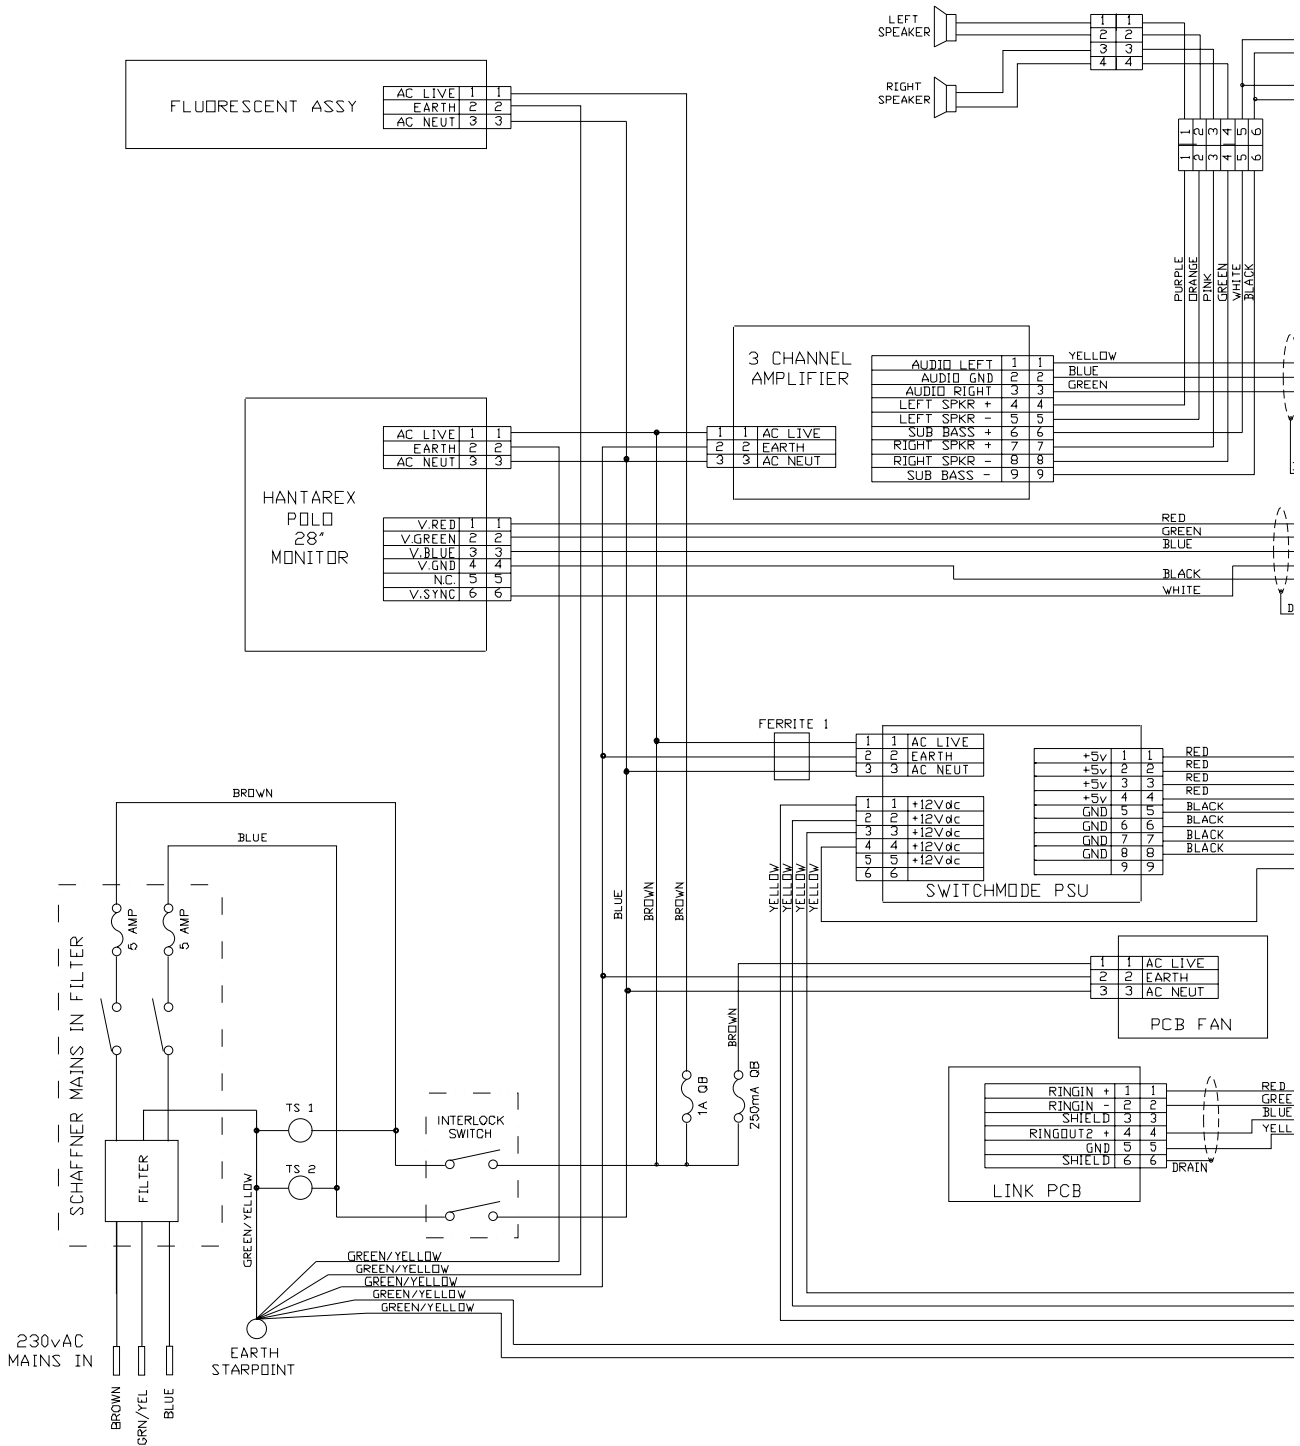 LEFT
SPEAKER
1 1
2 2
3 3
4 4
RIGHT
SPEAKER
FLUORESCENT ASSY
AC LIVE 1 1
EARTH 2 2
AC NEUT 3 3
1 2 3 4 5 6
1 2 3 4 5 6
PURPLE
ORANGE
PINK
GREEN
WHITE
BLACK
3 CHANNEL
AMPLIFIER
AUDIO LEFT 1 1
AUDIO GND 2 2
AUDIO RIGHT 3 3
LEFT SPKR + 4 4
LEFT SPKR - 5 5
SUB BASS + 6 6
RIGHT SPKR + 7 7
RIGHT SPKR - 8 8
SUB BASS - 9 9
YELLOW
BLUE
GREEN
1 1 AC LIVE
2 2 EARTH
3 3 AC NEUT
HANTAREX
POLO
28"
MONITOR
AC LIVE 1 1
EARTH 2 2
AC NEUT 3 3
V.RED 1 1
V.GREEN 2 2
V.BLUE 3 3
V.GND 4 4
N.C. 5 5
V.SYNC 6 6
RED
GREEN
BLUE
BLACK
WHITE
D
FERRITE 1
1 1 AC LIVE
2 2 EARTH
3 3 AC NEUT
1 1 +12Vdc
2 2 +12Vdc
3 3 +12Vdc
4 4 +12Vdc
5 5 +12Vdc
6 6
+5v 1 1
+5v 2 2
+5v 3 3
+5v 4 4
GND 5 5
GND 6 6
GND 7 7
GND 8 8
9 9
RED
RED
RED
RED
BLACK
BLACK
BLACK
BLACK
SWITCHMODE PSU
YELLOW
YELLOW
YELLOW
YELLOW
BROWN
BLUE
BLUE
BROWN
BROWN
SCHAFFNER MAINS IN FILTER
5 AMP
5 AMP
FILTER
TS 1
TS 2
GREEN/YELLOW
INTERLOCK
SWITCH
1A QB
BROWN
250mA QB
1 1 AC LIVE
2 2 EARTH
3 3 AC NEUT
PCB FAN
RINGIN + 1 1
RINGIN - 2 2
SHIELD 3 3
RINGOUT2 + 4 4
GND 5 5
SHIELD 6 6
LINK PCB
RED
GREE
BLUE
YELL
DRAIN
GREEN/YELLOW
GREEN/YELLOW
GREEN/YELLOW
GREEN/YELLOW
GREEN/YELLOW
EARTH
STARPOINT
230vAC
MAINS IN
BROWN
GRN/YEL
BLUE